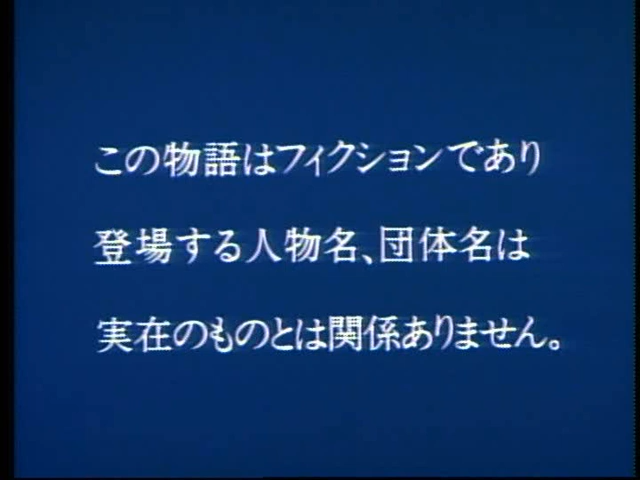 この物語はフィクションであり
登場する人物名、団体名は
実在のものとは関係ありません。